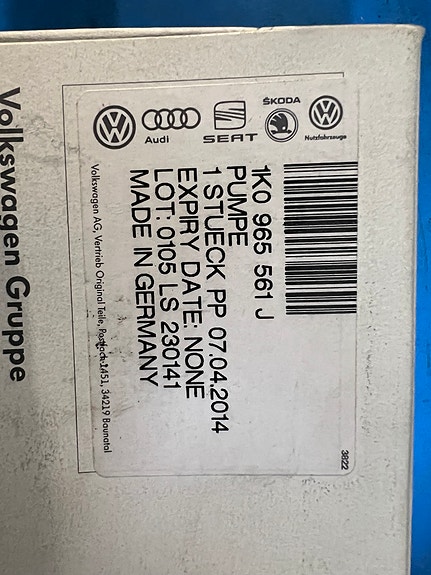 Volkswagen Gruppe
Audi
SEAT
ŠKODA
Nutzfahrzeuge
1K0 965 561 J
PUMPE
1 STUECK PP 07.04.2014
EXPIRY DATE: NONE
LOT: 0105 LS 230141
MADE IN GERMANY
Volkswagen AG, Vertrieb Original Teile, Postfach 1451, 34219 Baunatal
3822